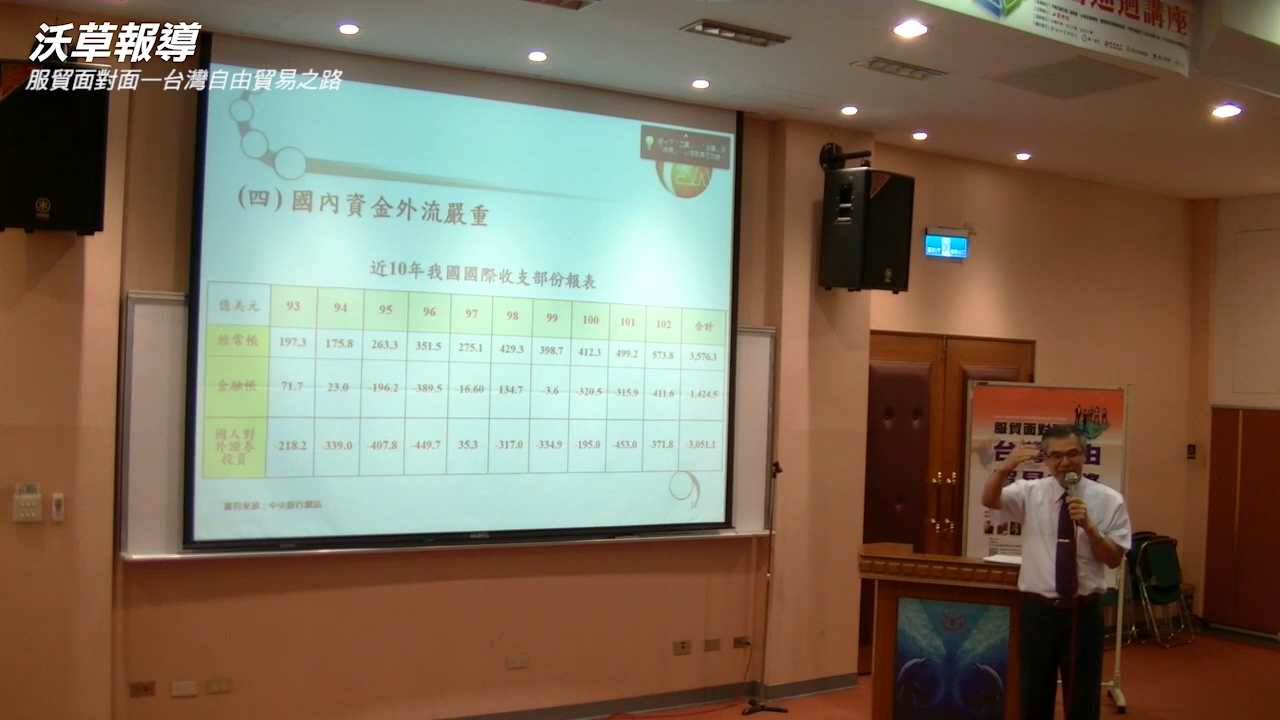 沃草報導
服貿面對面—台灣自由貿易之路
巡迴講座
(四)國內資金外流嚴重
近10年我國國際收支部份報表
億美元 93 94 95 96 97 98 99 100 101 102 合計
經常帳 197.3 175.8 263.3 351.5 275.1 429.3 398.7 412.3 499.2 573.8 3,576.3
金融帳 71.7 23.0 -196.2 -389.5 -16.60 134.7 -3.6 -320.5 -315.9 -411.6 -1,424.5
國人對
外證券
投資
-218.2 -339.0 -407.8 -449.7 35.3 -317.0 -334.9 -195.0 -453.0 -371.8 -3,051.1
資料來源：中央銀行網站
服貿面對
台 由